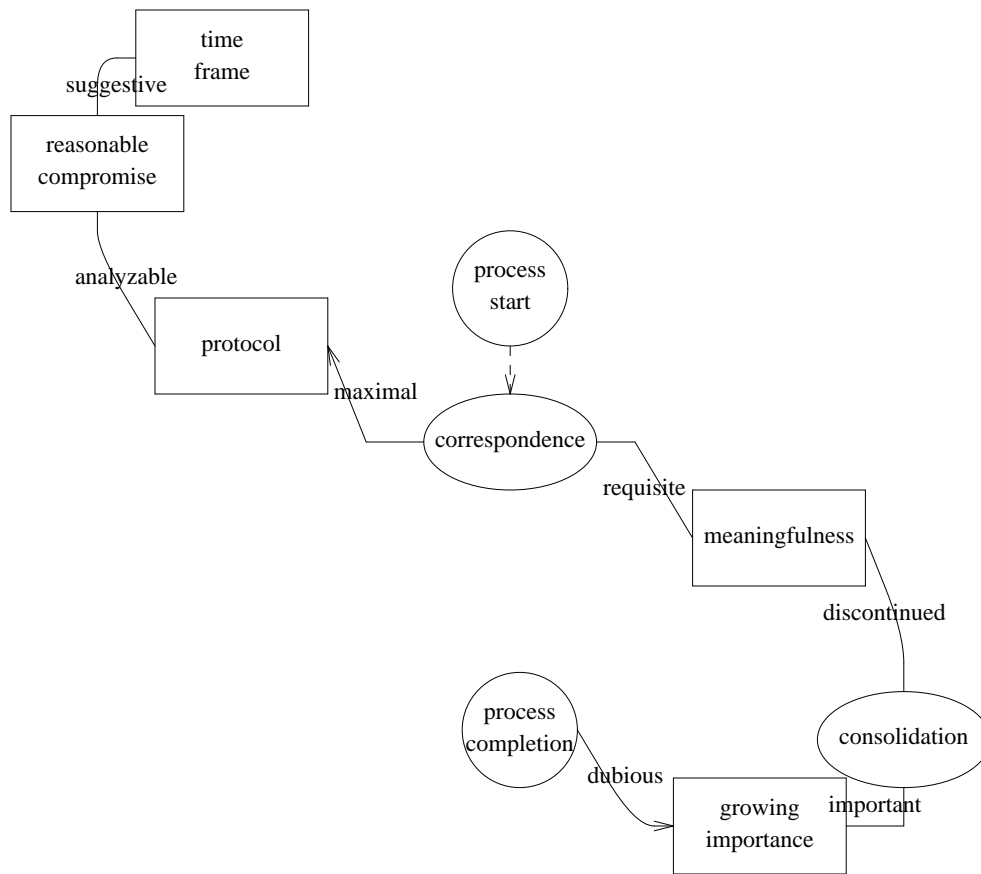 time
frame
suggestive
reasonable
compromise
analyzable
process
start
protocol
maximal
correspondence
requisite
meaningfulness
discontinued
process
completion
consolidation
dubious
growing
importance
important